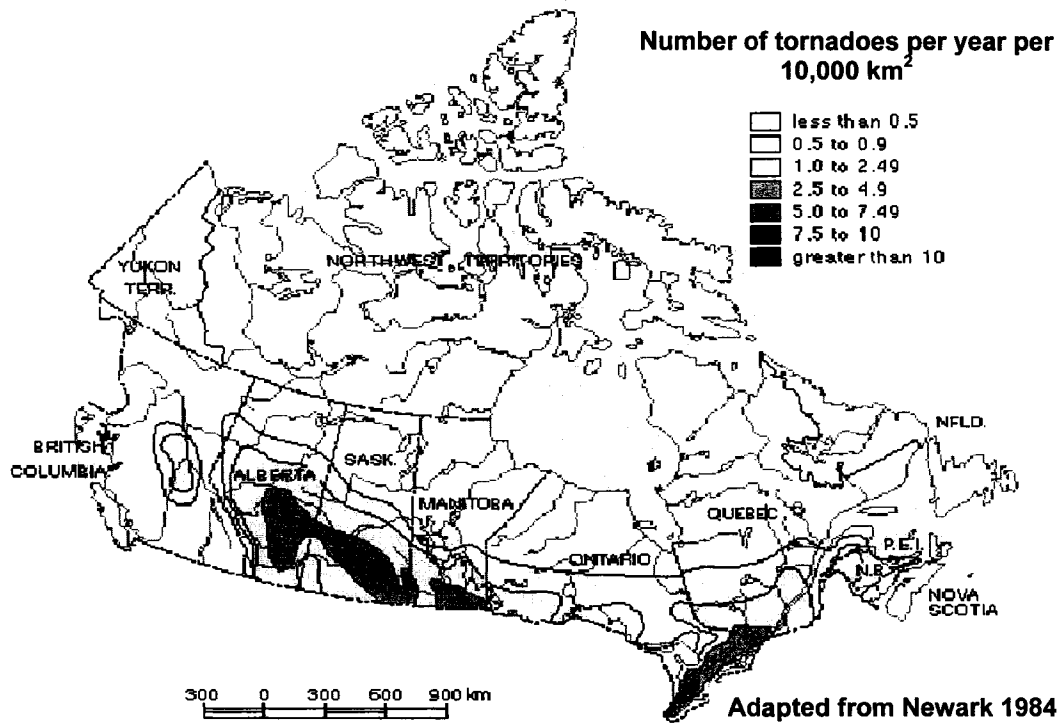 Number of tornadoes per year per
10,000 km²
less than 0.5
0.5 to 0.9
1.0 to 2.49
2.5 to 4.9
5.0 to 7.49
7.5 to 10
greater than 10
YUKON
TERR.
NORTHWEST TERRITORIES
BRITISH
COLUMBIA
ALBERTA
SASK.
MANITOBA
ONTARIO
QUEBEC
NFLD.
P.E.I.
N.B.
NOVA
SCOTIA
300 0 300 600 900 km
Adapted from Newark 1984